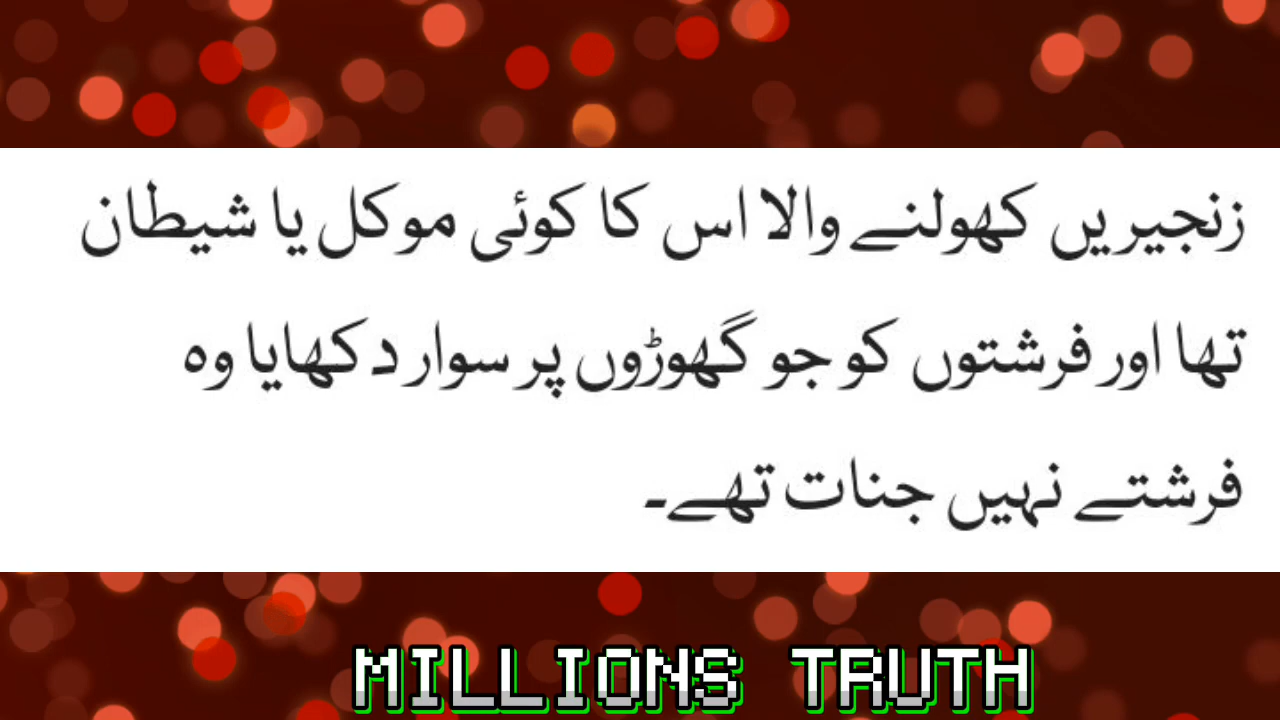 زنجیریں کھولنے والا اس کا کوئی موکل یا شیطان
تھا اور فرشتوں کو جو گھوڑوں پر سوار دکھایا وہ
فرشتے نہیں جنات تھے۔
MILLIONS TRUTH